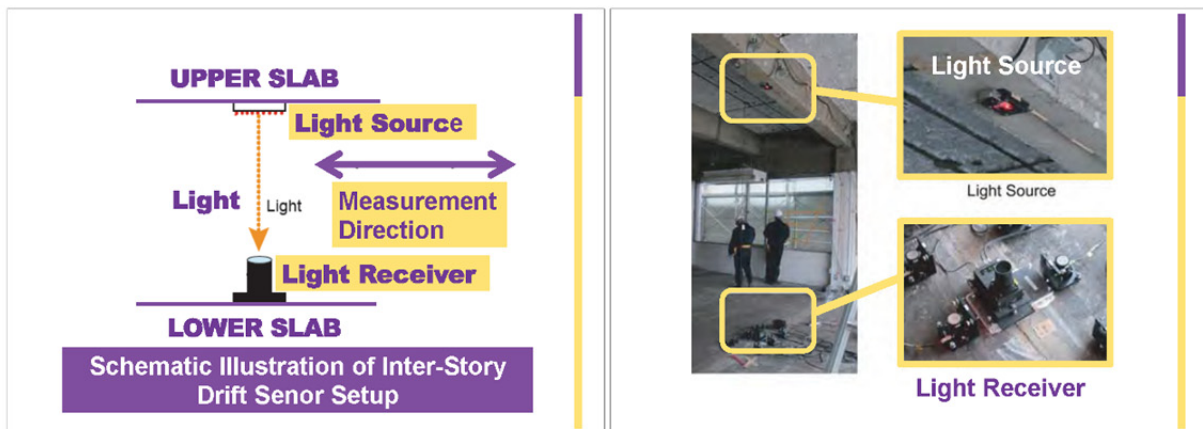 UPPER SLAB
Light Source
Light
Light
Measurement
Direction
Light Receiver
LOWER SLAB
Schematic Illustration of Inter-Story
Drift Senor Setup
Light Source
Light Source
Light Receiver